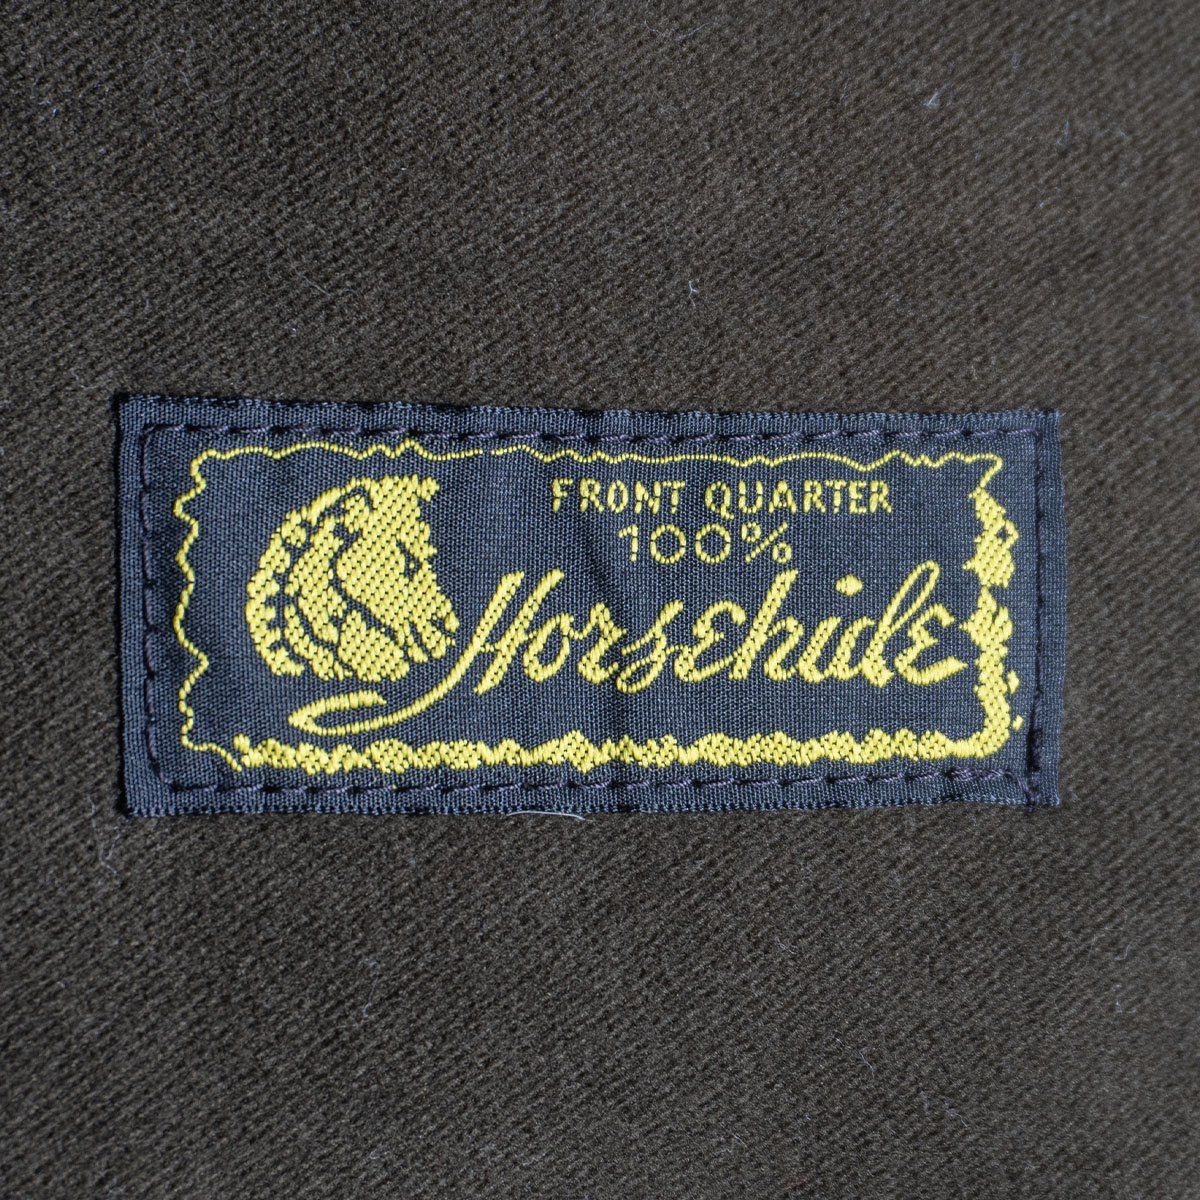 FRONT QUARTER
100%
Horsehide